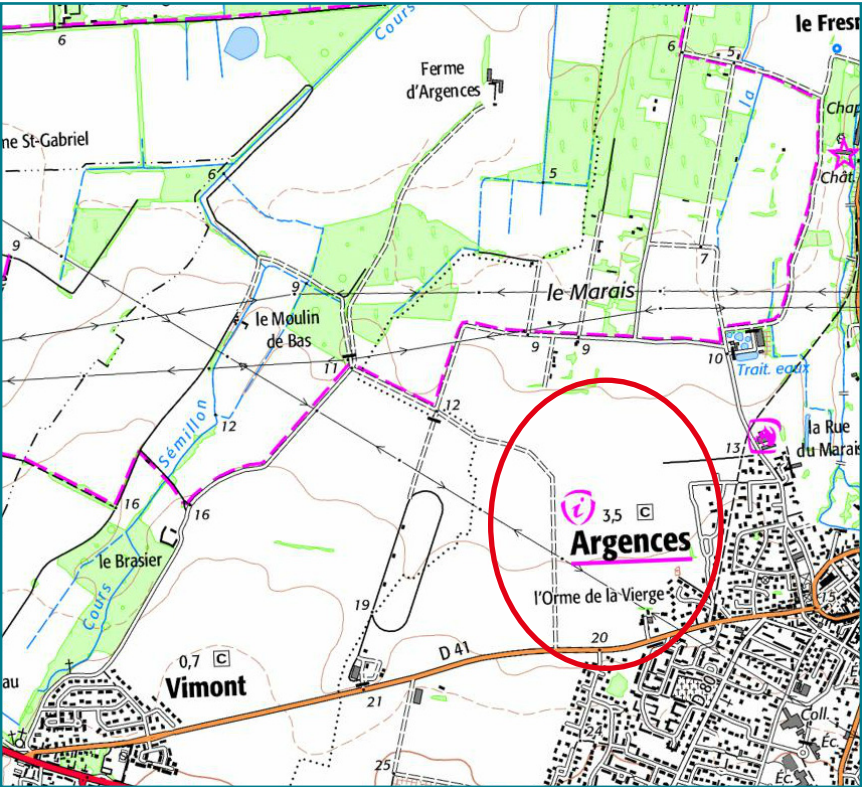 6
Cours
Ferme
d'Argences
6
5
le Fresn
la
Chap
Chât.
me St-Gabriel
6
5
9
7
9
le Marais
le Moulin
de Bas
9
9
10
Trait. eaux
11
12
12
Sémillon
13
la Rue
du Marais
16
16
i
3,5 C
Argences
le Brasier
Cours
l'Orme de la Vierge
19
15
20
D 41
0,7 C
Vimont
au
21
D 80
24
Coll.
Éc.
25
Éc.